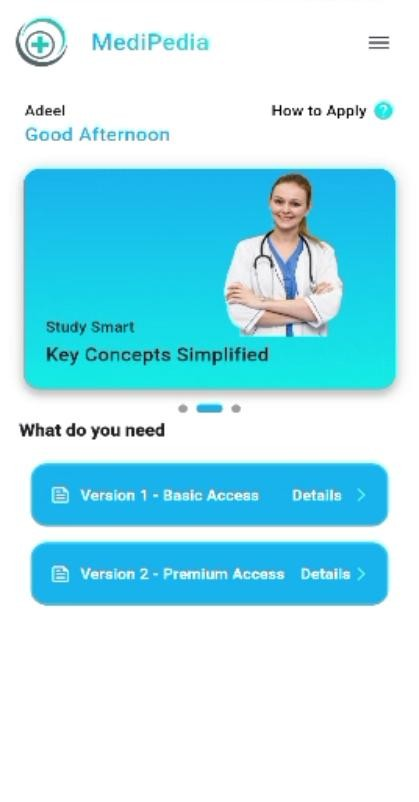 MediPedia
Adeel
How to Apply ?
Good Afternoon
Study Smart
Key Concepts Simplified
What do you need
Version 1 - Basic Access Details
Version 2 - Premium Access Details